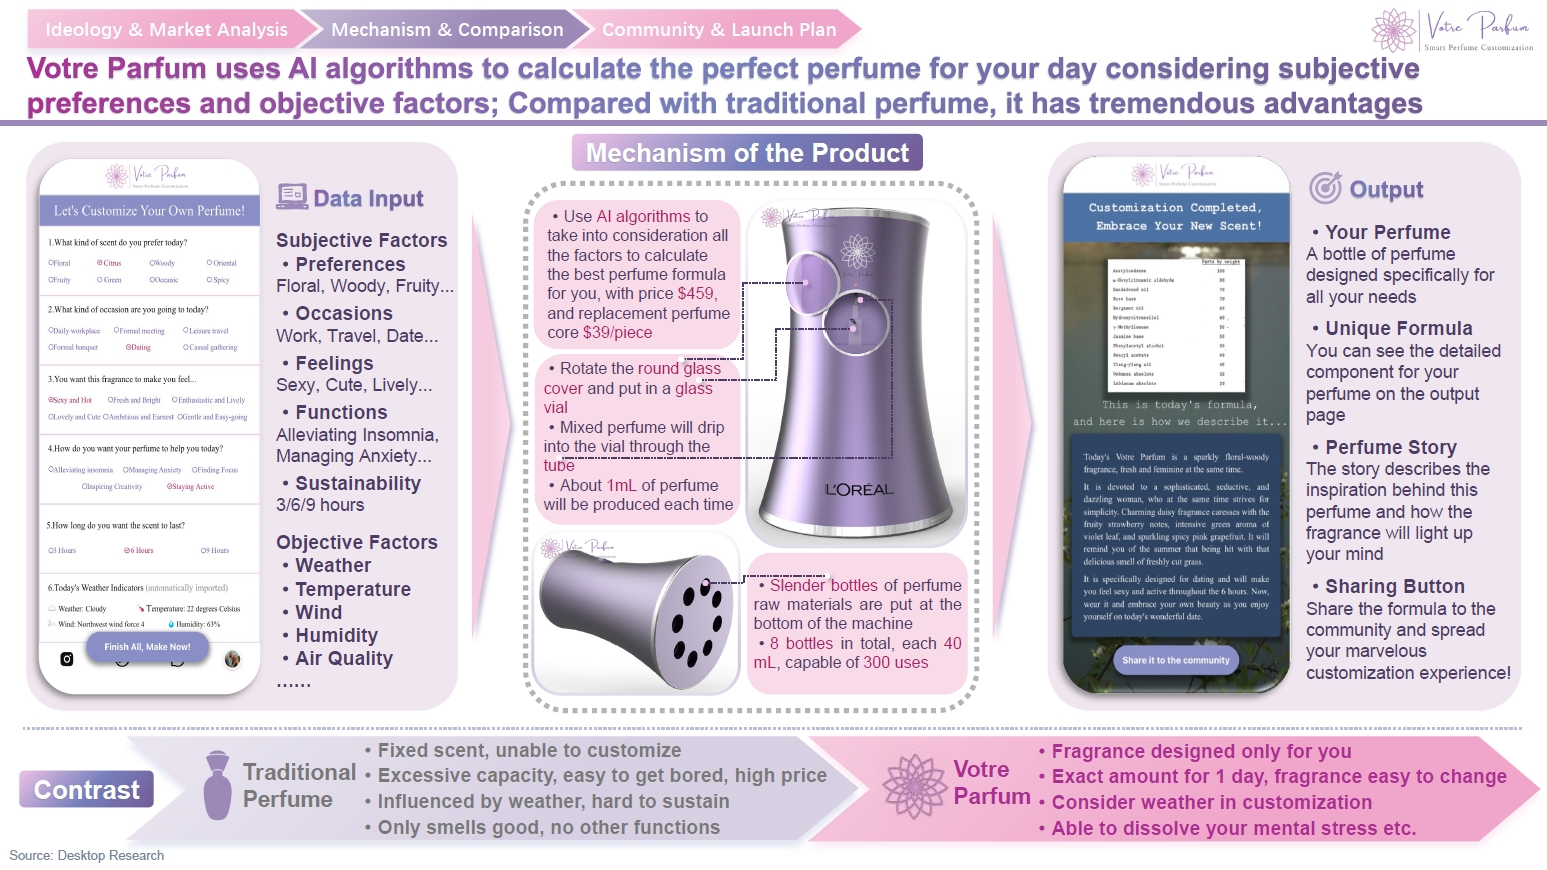 Ideology & Market Analysis
Mechanism & Comparison
Community & Launch Plan
Votre Parfum
Smart Perfume Customization
Votre Parfum uses AI algorithms to calculate the perfect perfume for your day considering subjective
preferences and objective factors; Compared with traditional perfume, it has tremendous advantages
Votre Parfum
Smart Perfume Customization
Let's Customize Your Own Perfume!
1.What kind of scent do you prefer today?
Floral Citrus Woody Oriental
Fruity Green Oceanic Spicy
2.What kind of occasion are you going to today?
Daily workplace Formal meeting Leisure travel
Formal banquet Dating Casual gathering
3.You want this fragrance to make you feel...
Sexy and Hot Fresh and Bright Enthusiastic and Lively
Lovely and Cute Ambitious and Earnest Gentle and Easy-going
4.How do you want your perfume to help you today?
Alleviating insomnia Managing Anxiety Finding Focus
Inspiring Creativity Staying Active
5.How long do you want the scent to last?
3 Hours 6 Hours 9 Hours
6.Today's Weather Indicators (automatically imported)
Weather: Cloudy Temperature: 22 degrees Celsius
Wind: Northwest wind force 4 Humidity: 63%
Finish All, Make Now!
Data Input
Subjective Factors
• Preferences
Floral, Woody, Fruity...
• Occasions
Work, Travel, Date...
• Feelings
Sexy, Cute, Lively...
• Functions
Alleviating Insomnia,
Managing Anxiety...
• Sustainability
3/6/9 hours
Objective Factors
• Weather
• Temperature
• Wind
• Humidity
• Air Quality
......
Mechanism of the Product
• Use AI algorithms to
take into consideration all
the factors to calculate
the best perfume formula
for you, with price $459,
and replacement perfume
core $39/piece
• Rotate the round glass
cover and put in a glass
vial
• Mixed perfume will drip
into the vial through the
tube
• About 1mL of perfume
will be produced each time
Votre Parfum
L'ORÉAL
Votre Parfum
• Slender bottles of perfume
raw materials are put at the
bottom of the machine
• 8 bottles in total, each 40
mL, capable of 300 uses
Votre Parfum
Smart Perfume Customization
Customization Completed,
Embrace Your New Scent!
Parts by weight
Sandalwood oil 70
Rose base
Bergamot oil
Hydroxycitronellol
Jasmine base 50
Phenylacetyl alcohol
Benzyl acetate
Ylang-ylang oil 40
Oakmoss absolute
Labdanum absolute
This is today's formula,
and here is how we describe it...
Today's Votre Parfum is a sparkly floral-woody
fragrance, fresh and feminine at the same time.
It is devoted to a sophisticated, seductive, and
dazzling woman, who at the same time strives for
simplicity. Charming daisy fragrance caresses with the
fruity strawberry notes, intensive green aroma of
violet leaf, and sparkling spicy pink grapefruit. It will
remind you of the summer that being hit with that
delicious smell of freshly cut grass.
It is specifically designed for dating and will make
you feel sexy and active throughout the 6 hours. Now,
wear it and embrace your own beauty as you enjoy
yourself on today's wonderful date.
Share it to the community
Output
• Your Perfume
A bottle of perfume
designed specifically for
all your needs
• Unique Formula
You can see the detailed
component for your
perfume on the output
page
• Perfume Story
The story describes the
inspiration behind this
perfume and how the
fragrance will light up
your mind
• Sharing Button
Share the formula to the
community and spread
your marvelous
customization experience!
Contrast
Traditional
Perfume
• Fixed scent, unable to customize
• Excessive capacity, easy to get bored, high price
• Influenced by weather, hard to sustain
• Only smells good, no other functions
Votre
Parfum
• Fragrance designed only for you
• Exact amount for 1 day, fragrance easy to change
• Consider weather in customization
• Able to dissolve your mental stress etc.
Source: Desktop Research